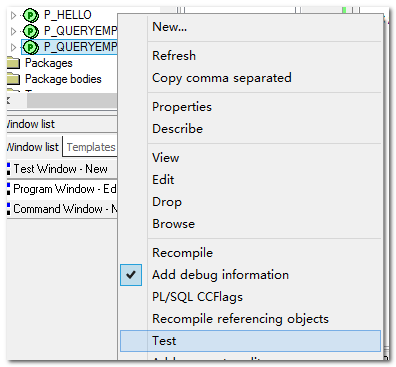 P_HELLO
P_QUERYEMP
P_QUERYEMP
Packages
Package bodies
Window list
Window list Templates
Test Window - New
Program Window - Ed
Command Window - N
New...
Refresh
Copy comma separated
Properties
Describe
View
Edit
Drop
Browse
Recompile
Add debug information
PL/SQL CCFlags
Recompile referencing objects
Test